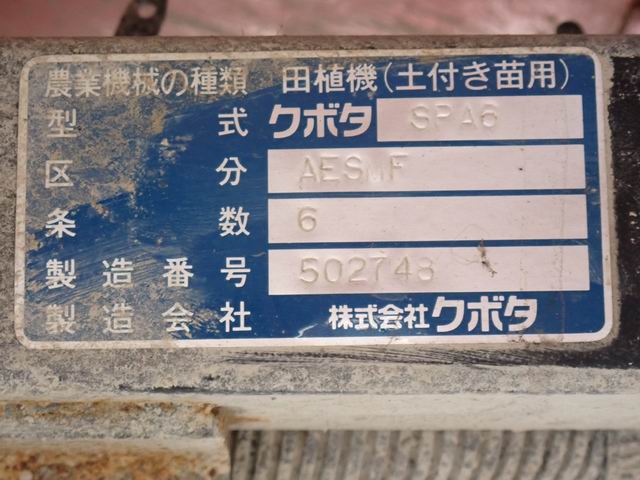 農業機械の種類 田植機(土付き苗用)
型式 クボタ SPA6
区分
条数 6
製造番号 502748
製造会社 株式会社クボタ